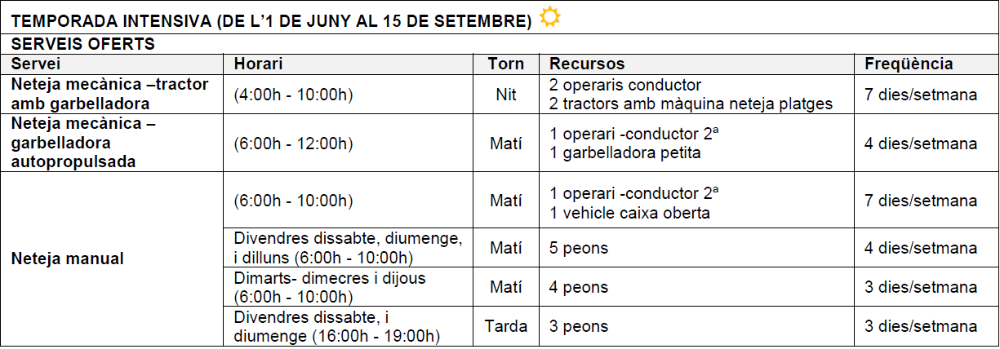 TEMPORADA INTENSIVA (DE L’1 DE JUNY AL 15 DE SETEMBRE)
SERVEIS OFERTS
Servei Horari Torn Recursos Freqüència
Neteja mecànica –tractor
amb garbelladora
(4:00h - 10:00h)
Nit
2 operaris conductor
2 tractors amb màquina neteja platges
7 dies/setmana
Neteja mecànica –
garbelladora
autopropulsada
(6:00h - 12:00h)
Matí
1 operari -conductor 2ª
1 garbelladora petita
4 dies/setmana
Neteja manual
(6:00h - 10:00h)
Matí
1 operari -conductor 2ª
1 vehicle caixa oberta
7 dies/setmana
Divendres dissabte, diumenge,
i dilluns (6:00h - 10:00h)
Matí
5 peons
4 dies/setmana
Dimarts- dimecres i dijous
(6:00h - 10:00h)
Matí
4 peons
3 dies/setmana
Divendres dissabte, i
diumenge (16:00h - 19:00h)
Tarda
3 peons
3 dies/setmana